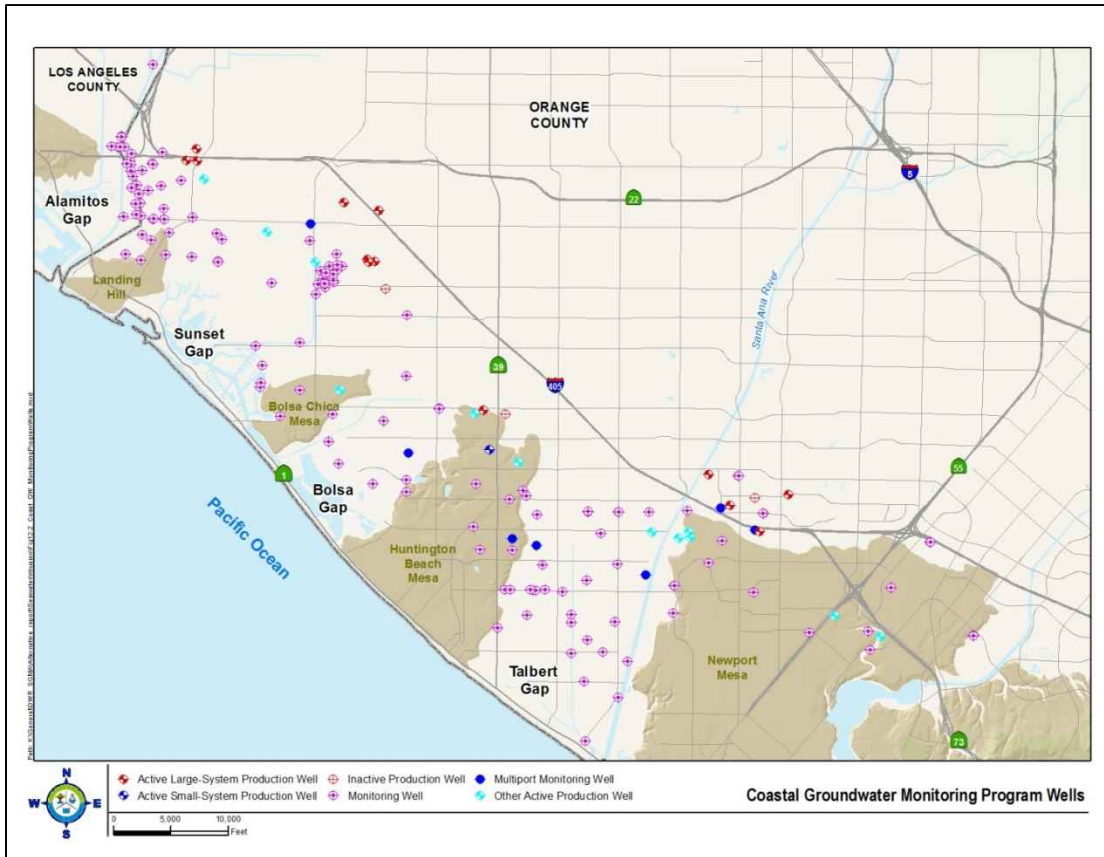 LOS ANGELES
COUNTY
ORANGE
COUNTY
5
22
Alamitos
Gap
Landing
Hill
Santa Ana River
Sunset
Gap
39
405
Bolsa Chica
Mesa
1
55
Bolsa
Gap
Pacific Ocean
Huntington
Beach
Mesa
Talbert
Gap
Newport
Mesa
73
N
W E
S
Active Large-System Production Well
Inactive Production Well
Multiport Monitoring Well
Active Small-System Production Well
Monitoring Well
Other Active Production Well
0 5,000 10,000
Feet
Coastal Groundwater Monitoring Program Wells